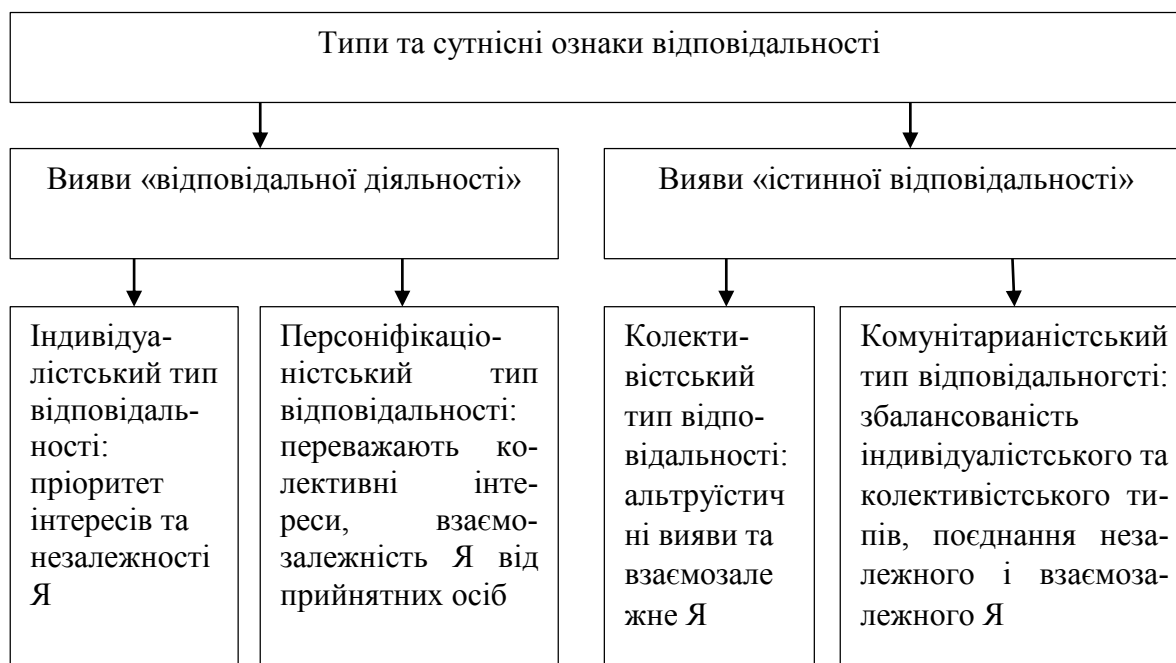 Типи та сутнісні ознаки відповідальності
Вияви «відповідальної діяльності»
Вияви «істинної відповідальності»
Індивідуа-
лістський тип
відповідаль-
ності:
пріоритет
інтересів та
незалежності
Я
Персоніфікаціо-
ністський тип
відповідальності:
переважають ко-
лективні інте-
реси, взаємо-
залежність Я від
прийнятних осіб
Колекти-
вістський
тип відпо-
відальності:
альтруїстич
ні вияви та
взаємозале
жне Я
Комунітарианістський
тип відповідальногсті:
збалансованість
індивідуалістського та
колективістського ти-
пів, поєднання неза-
лежного і взаємоза-
лежного Я